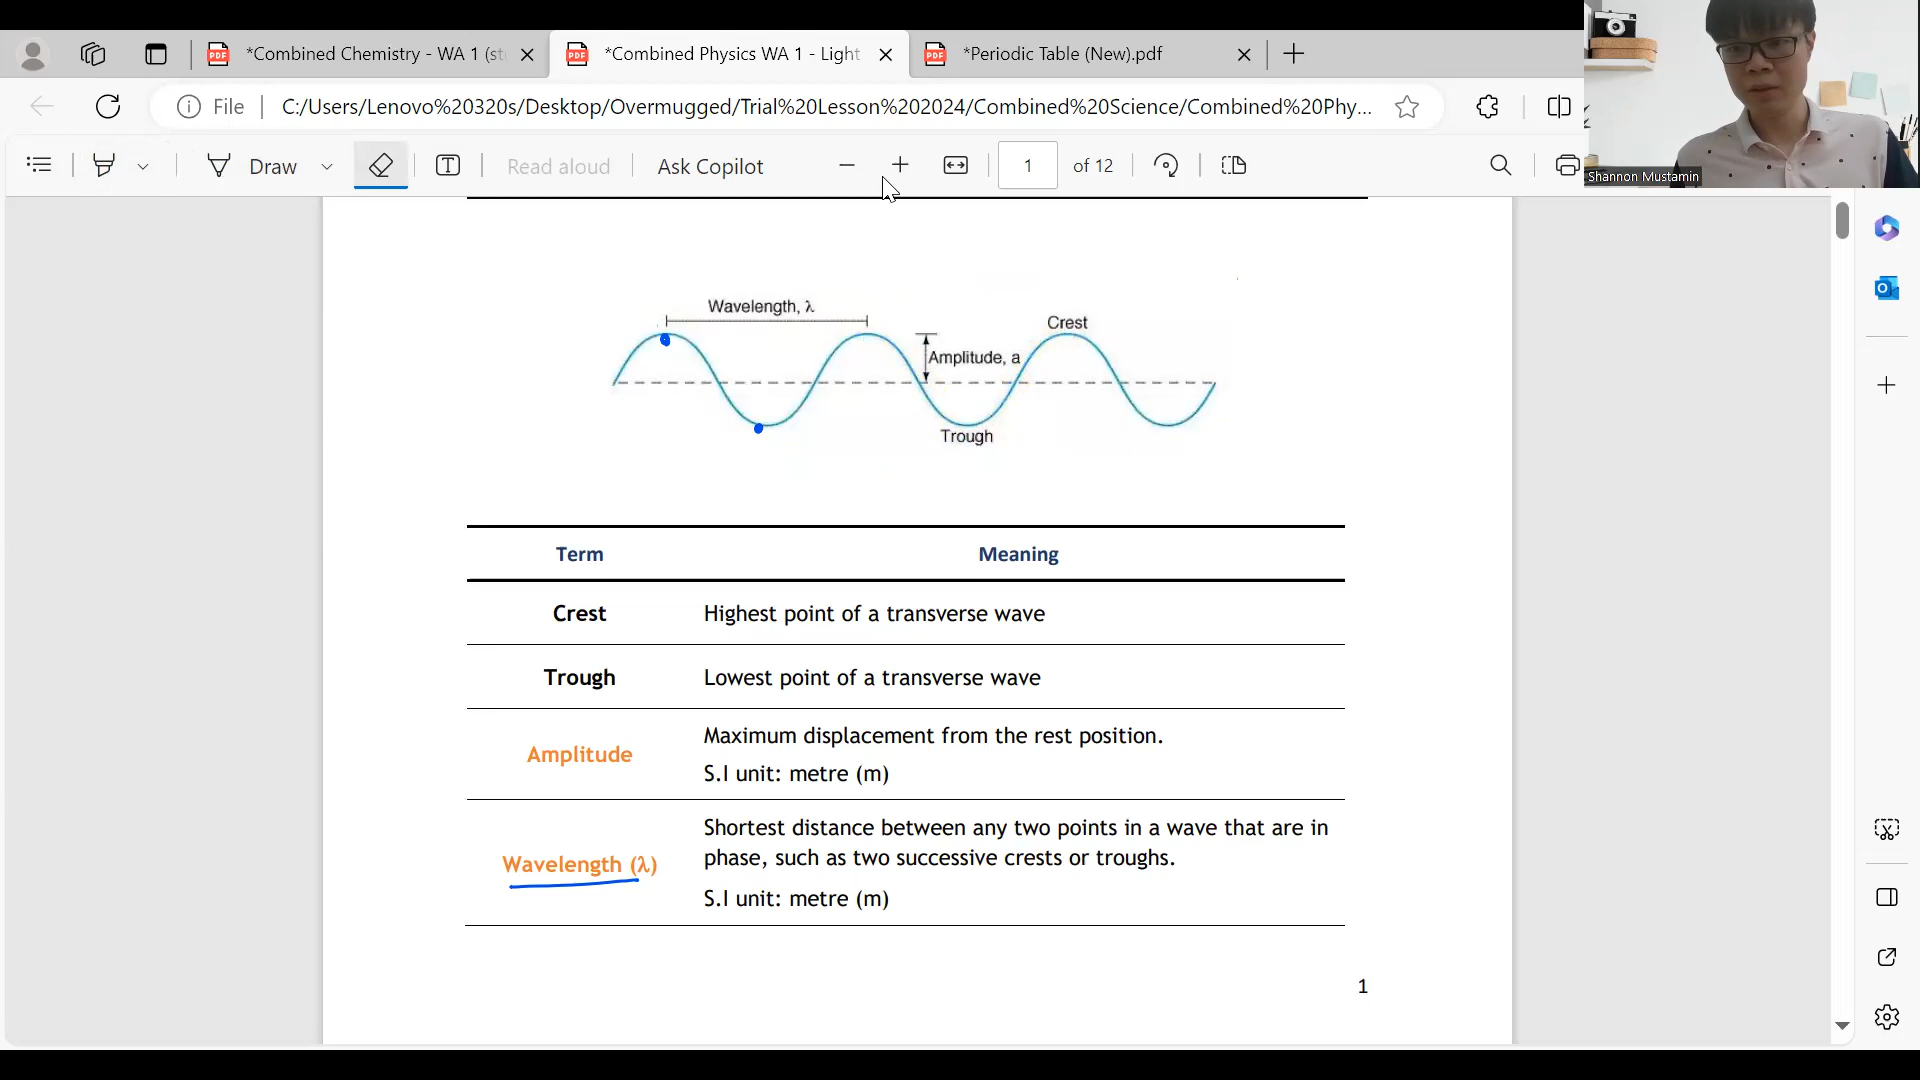 *Combined Chemistry - WA 1 (st
*Combined Physics WA 1 - Light
*Periodic Table (New).pdf
File
C:/Users/Lenovo%20320s/Desktop/Overmugged/Trial%20Lesson%202024/Combined%20Science/Combined%20Phy...
Draw
Read aloud
Ask Copilot
1
of 12
Shannon Mustamin
Wavelength, λ
Crest
Amplitude, a
Trough
Term
Meaning
Crest
Highest point of a transverse wave
Trough
Lowest point of a transverse wave
Amplitude
Maximum displacement from the rest position.
S.I unit: metre (m)
Wavelength (λ)
Shortest distance between any two points in a wave that are in
phase, such as two successive crests or troughs.
S.I unit: metre (m)
1